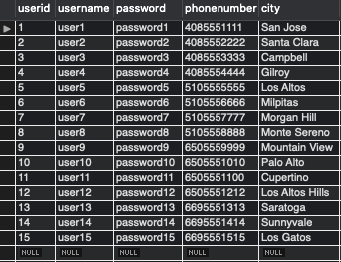 userid username password phonenumber city
1 user1 password1 4085551111 San Jose
2 user2 password2 4085552222 Santa Clara
3 user3 password3 4085553333 Campbell
4 user4 password4 4085554444 Gilroy
5 user5 password5 5105555555 Los Altos
6 user6 password6 5105556666 Milpitas
7 user7 password7 5105557777 Morgan Hill
8 user8 password8 5105558888 Monte Sereno
9 user9 password9 6505559999 Mountain View
10 user10 password10 6505551010 Palo Alto
11 user11 password11 6505551100 Cupertino
12 user12 password12 6505551212 Los Altos Hills
13 user13 password13 6695551313 Saratoga
14 user14 password14 6695551414 Sunnyvale
15 user15 password15 6695551515 Los Gatos
NULL NULL NULL NULL NULL